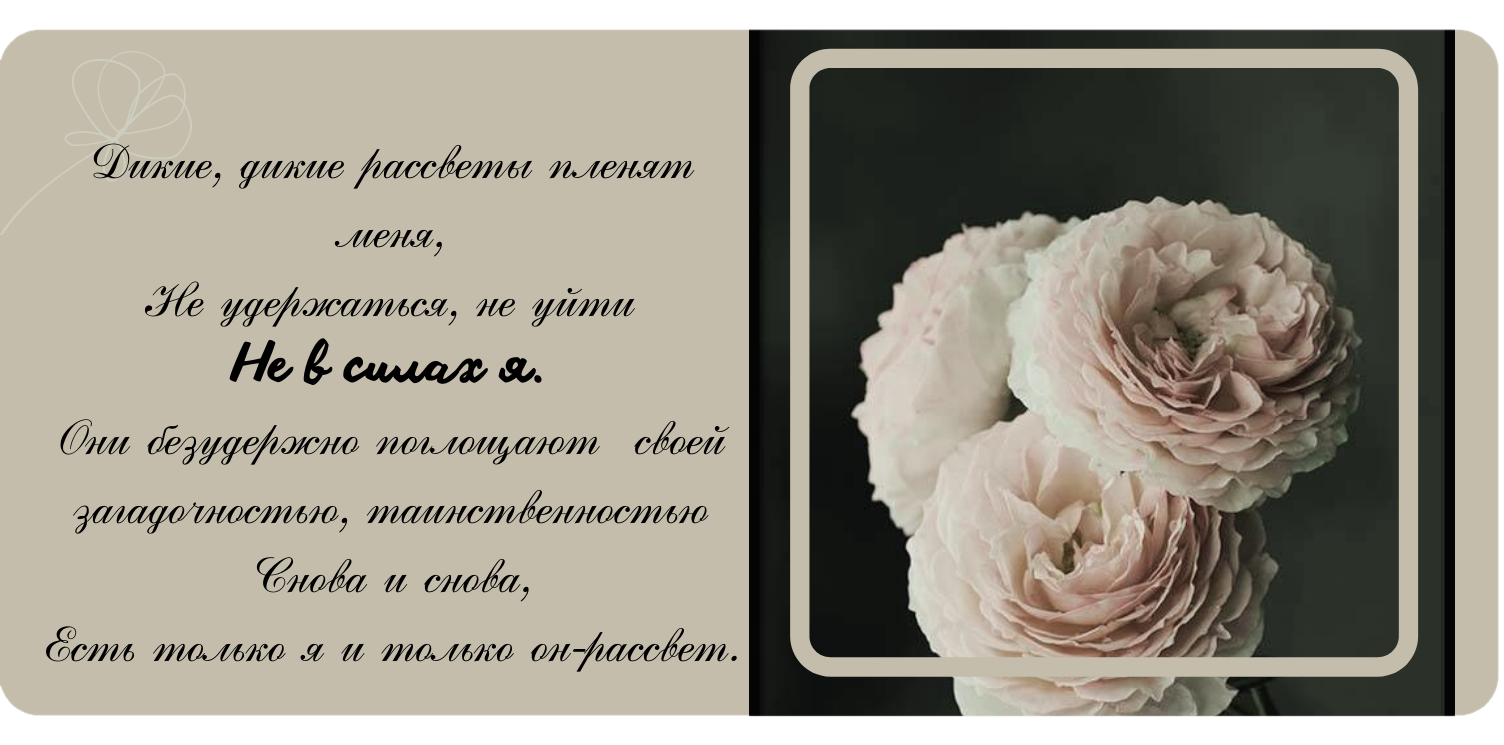 Дикие, дикие рассветы пленят
меня,
Не удержаться, не уйти
Не в силах я.
Они безудержно поглощают своей
загадочностью, таинственностью
Снова и снова,
Есть только я и только он-рассвет.